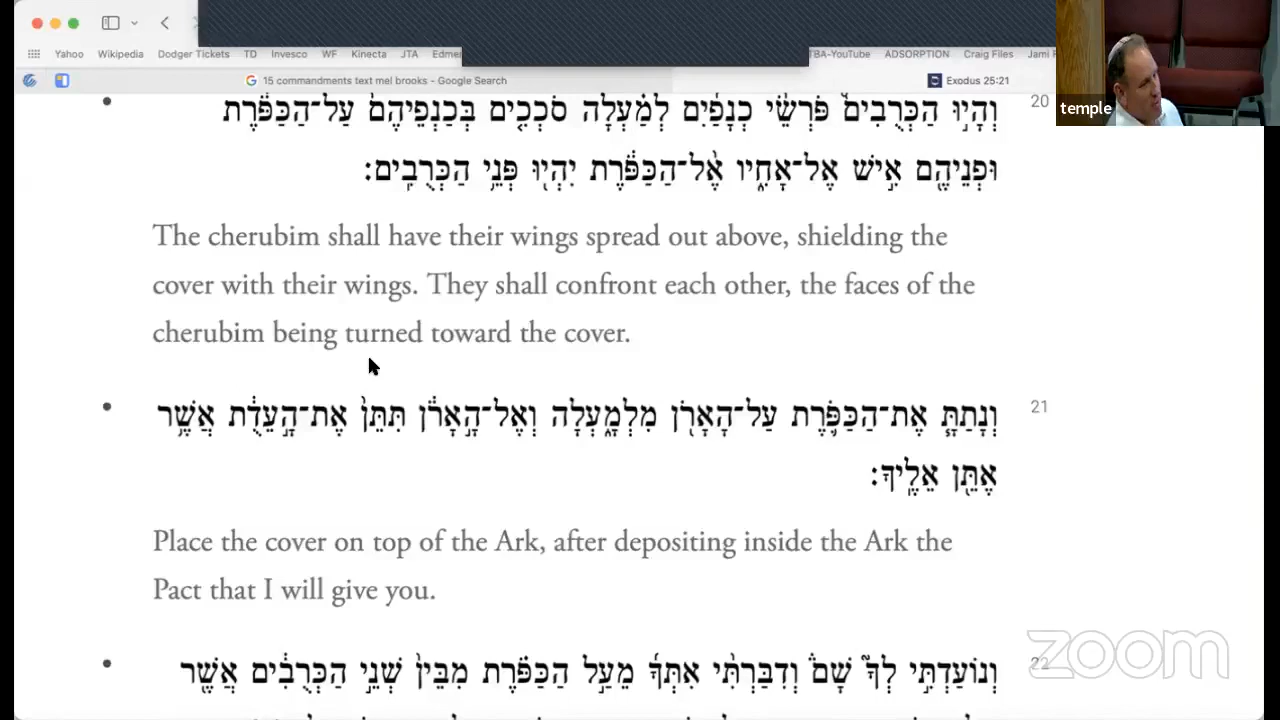 Yahoo Wikipedia Dodger Tickets TD Invesco WF Kinecta JTA TBA-YouTube ADSORPTION Craig Files
15 commandments text mel brooks - Google Search Exodus 25:21
temple
20 וְהָי֣וּ הַכְּרֻבִים֩ פֹּרְשֵׂ֨י כְנָפַ֜יִם לְמַ֗עְלָה סֹכְכִ֤ים בְּכַנְפֵיהֶם֙ עַל־הַכַּפֹּ֔רֶת
וּפְנֵיהֶ֖ם אִ֣ישׁ אֶל־אָחִ֑יו אֶ֨ל־הַכַּפֹּ֔רֶת יִהְי֖וּ פְּנֵ֥י הַכְּרֻבִֽים׃
The cherubim shall have their wings spread out above, shielding the
cover with their wings. They shall confront each other, the faces of the
cherubim being turned toward the cover.
21 וְנָתַתָּ֧ אֶת־הַכַּפֹּ֛רֶת עַל־הָאָרֹ֖ן מִלְמָ֑עְלָה וְאֶל־הָ֣אָרֹ֔ן תִּתֵּן֙ אֶת־הָ֣עֵדֻ֔ת אֲשֶׁ֥ר
אֶתֵּ֖ן אֵלֶֽיךָ׃
Place the cover on top of the Ark, after depositing inside the Ark the
Pact that I will give you.
22 וְנוֹעַדְתִּ֣י לְךָ֮ שָׁם֒ וְדִבַּרְתִּ֨י אִתְּךָ֜ מֵעַ֣ל הַכַּפֹּ֗רֶת מִבֵּין֙ שְׁנֵ֣י הַכְּרֻבִ֔ים אֲשֶׁ֖ר
zoom